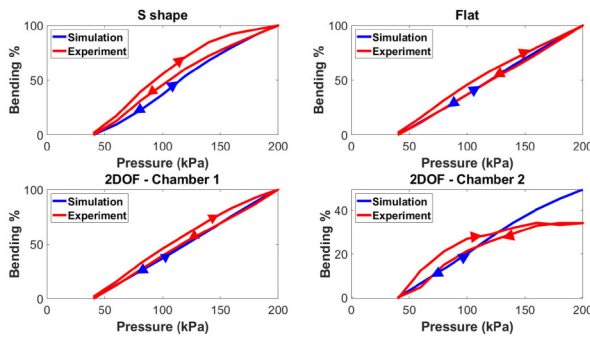 S shape
Simulation
Experiment
Bending %
100
50
0
0 50 100 150 200
Pressure (kPa)
Flat
Simulation
Experiment
Bending %
100
50
0
0 50 100 150 200
Pressure (kPa)
2DOF - Chamber 1
Simulation
Experiment
Bending %
100
50
0
0 50 100 150 200
Pressure (kPa)
2DOF - Chamber 2
Simulation
Experiment
Bending %
40
20
0
0 50 100 150 200
Pressure (kPa)